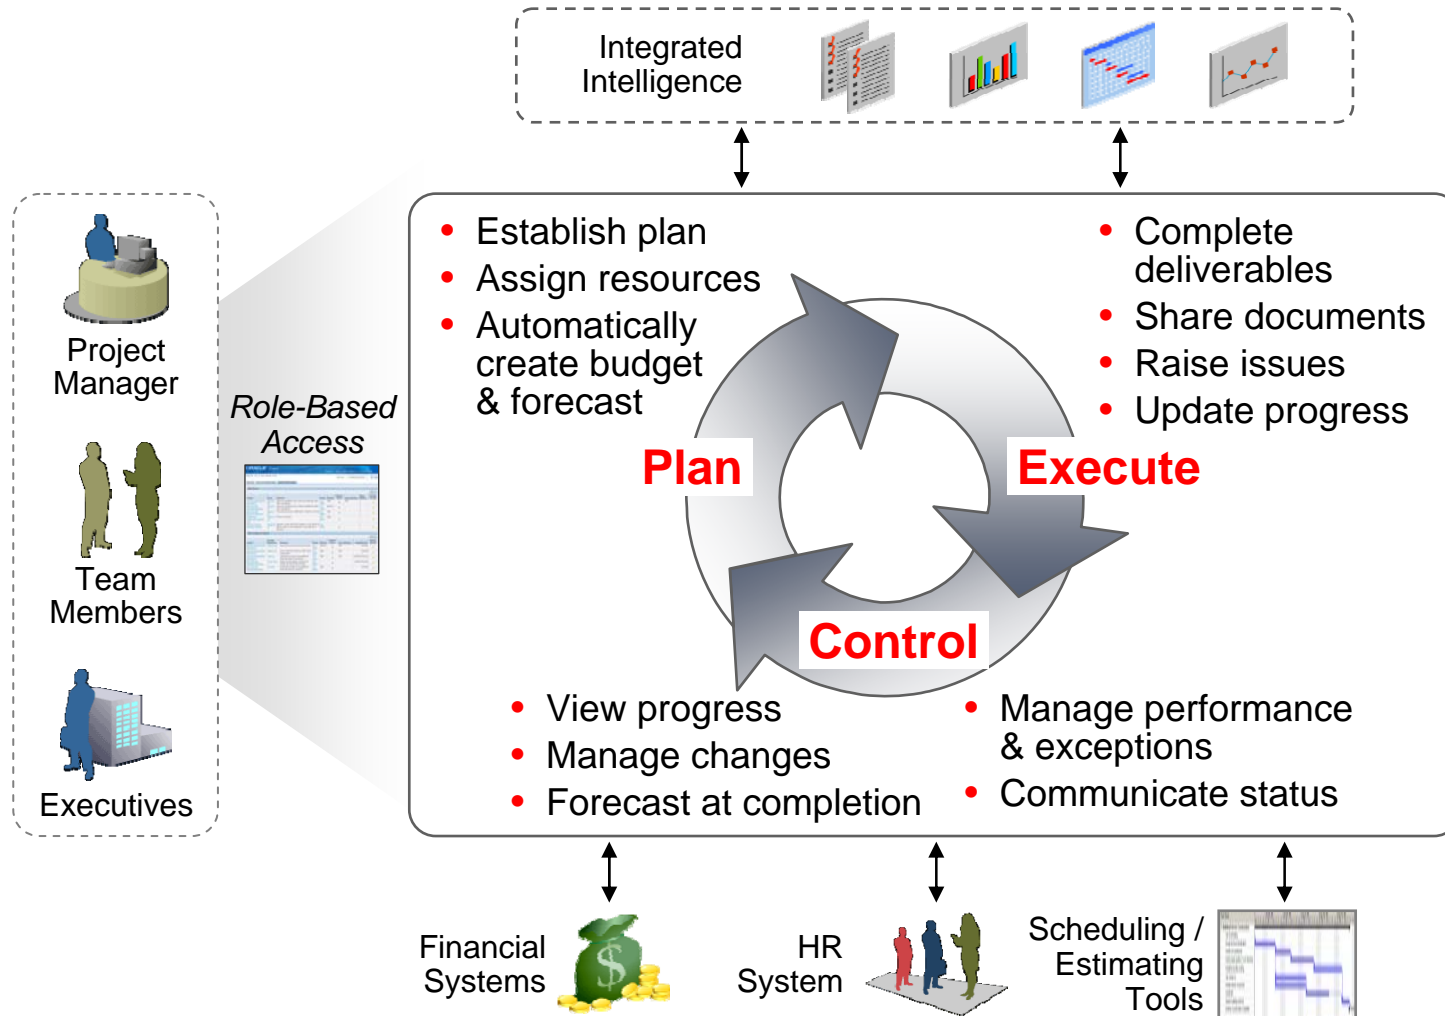 Integrated
Intelligence
Project
Manager
Team
Members
Executives
Role-Based
Access
• Establish plan
• Assign resources
• Automatically
create budget
& forecast
• Complete
deliverables
• Share documents
• Raise issues
• Update progress
Plan
Execute
Control
• View progress
• Manage changes
• Forecast at completion
• Manage performance
& exceptions
• Communicate status
Financial
Systems
$
HR
System
Scheduling /
Estimating
Tools